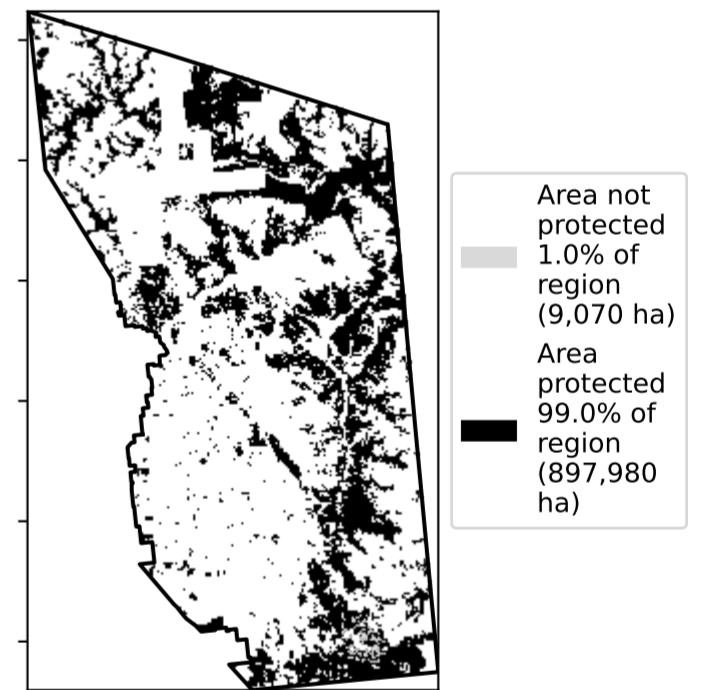 Area not
protected
1.0% of
region
(9,070 ha)
Area
protected
99.0% of
region
(897,980
ha)